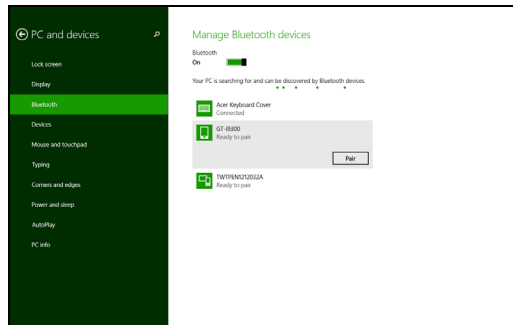 PC and devices
Lock screen
Display
Bluetooth
Devices
Mouse and touchpad
Typing
Corners and edges
Power and sleep
AutoPlay
PC info
Manage Bluetooth devices
Bluetooth
On
Your PC is searching for and can be discovered by Bluetooth devices.
Acer Keyboard Cover
Connected
GT-I9300
Ready to pair
Pair
TWTPEN1212032A
Ready to pair